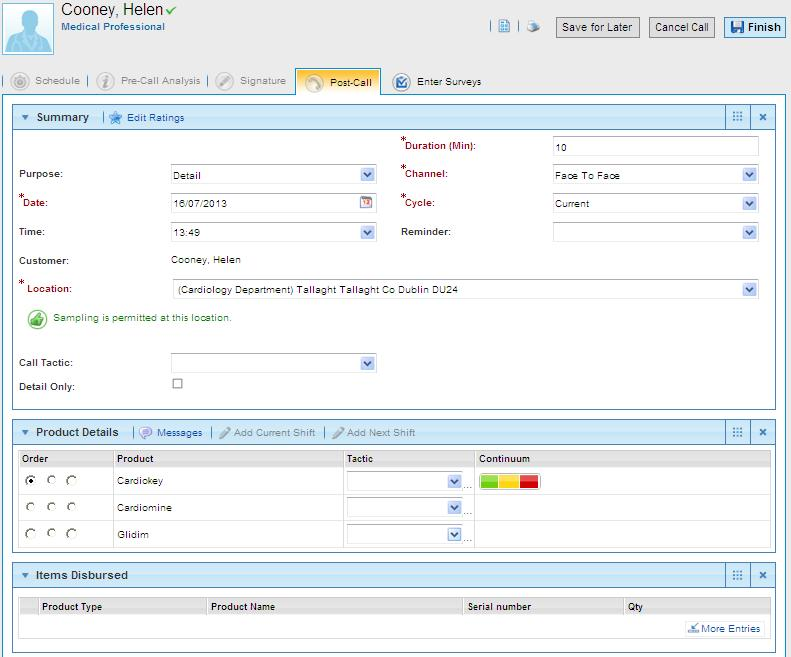 Cooney, Helen
Medical Professional
Save for Later
Cancel Call
Finish
Schedule
Pre-Call Analysis
Signature
Post-Call
Enter Surveys
Summary
Edit Ratings
*Duration (Min):
10
Purpose:
Detail
*Channel:
Face To Face
*Date:
16/07/2013
*Cycle:
Current
Time:
13:49
Reminder:
Customer:
Cooney, Helen
*Location:
(Cardiology Department) Tallaght Tallaght Co Dublin DU24
Sampling is permitted at this location.
Call Tactic:
Detail Only:
Product Details
Messages
Add Current Shift
Add Next Shift
Order
Product
Tactic
Continuum
Cardiokey
...
Cardiomine
...
Glidim
...
Items Disbursed
Product Type
Product Name
Serial number
Qty
More Entries